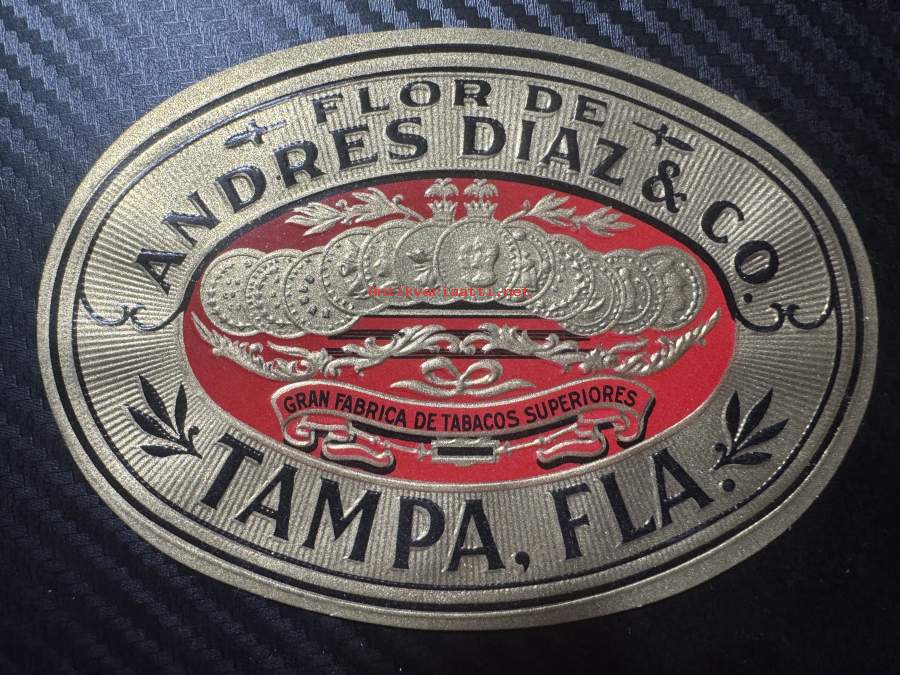 FLOR DE
ANDRES DIAZ & CO.
antikvariaatti.net
GRAN FABRICA DE TABACOS SUPERIORES
TAMPA, FLA.